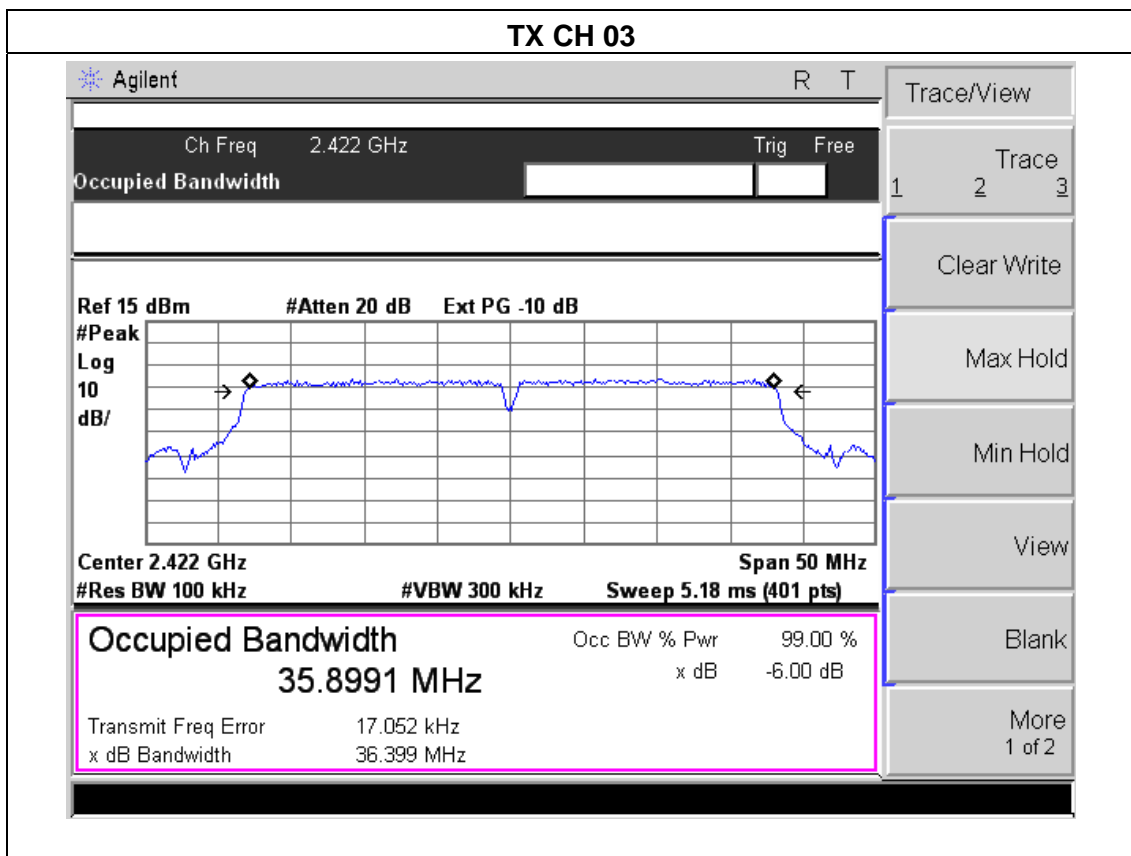 TX CH 03
Agilent R T
Trace/View
Ch Freq 2.422 GHz Trig Free
Occupied Bandwidth
Trace
1 2 3
Clear Write
Max Hold
Min Hold
View
Blank
More
1 of 2
Ref 15 dBm #Atten 20 dB Ext PG -10 dB
#Peak
Log
10
dB/
Center 2.422 GHz Span 50 MHz
#Res BW 100 kHz #VBW 300 kHz Sweep 5.18 ms (401 pts)
Occupied Bandwidth Occ BW % Pwr 99.00 %
35.8991 MHz x dB -6.00 dB
Transmit Freq Error 17.052 kHz
x dB Bandwidth 36.399 MHz